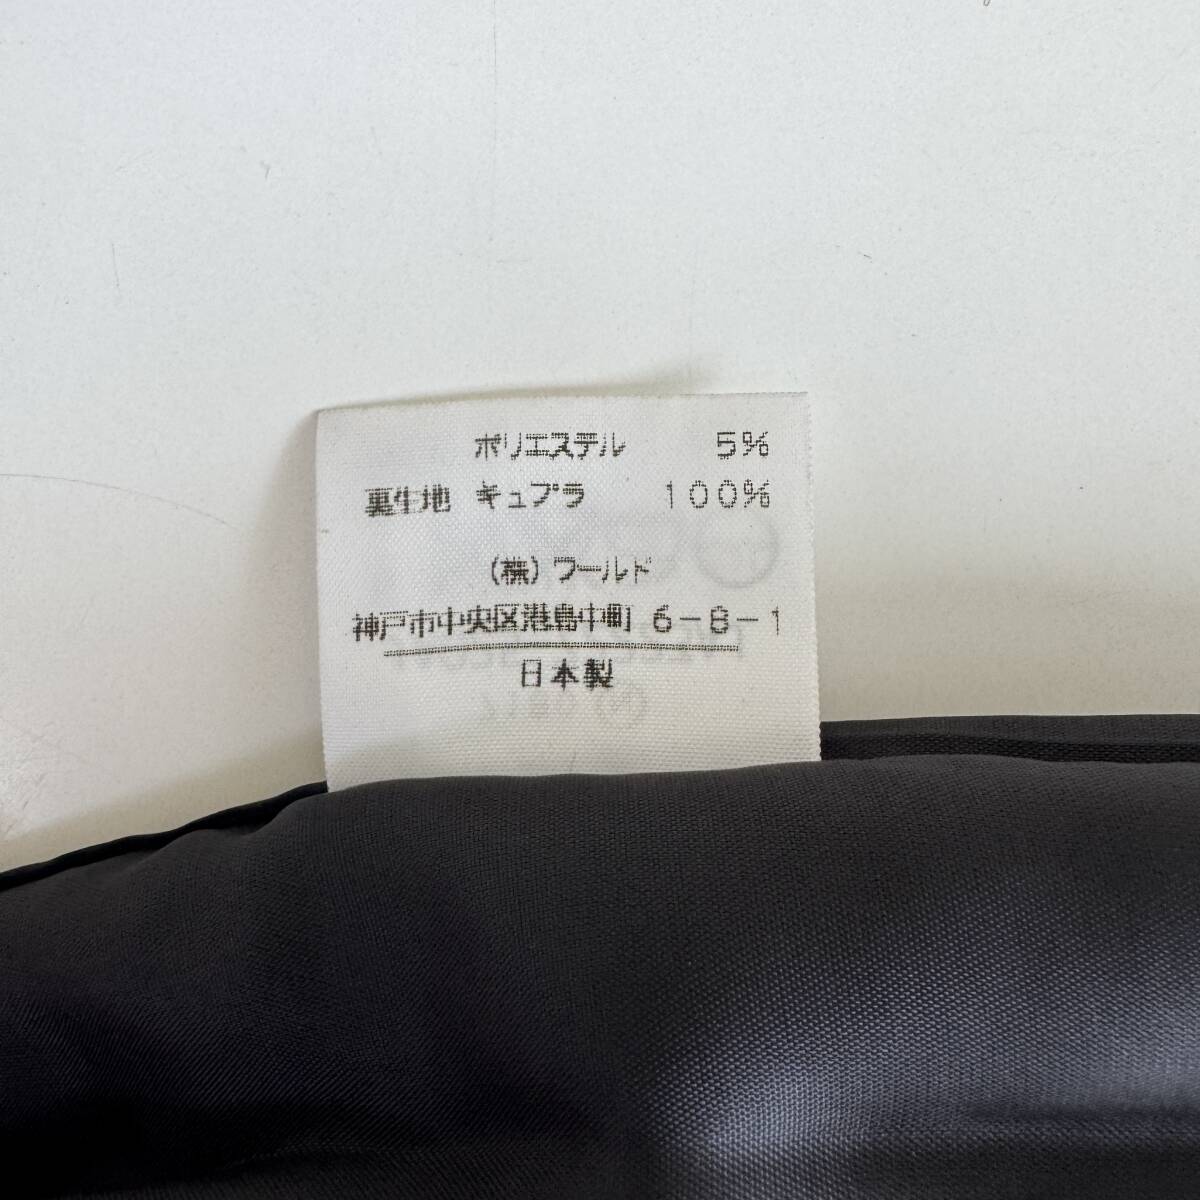 ポリエステル 5%
裏生地 キュプラ 100%
(株)ワールド
神戸市中央区港島中町 6-8-1
日本製